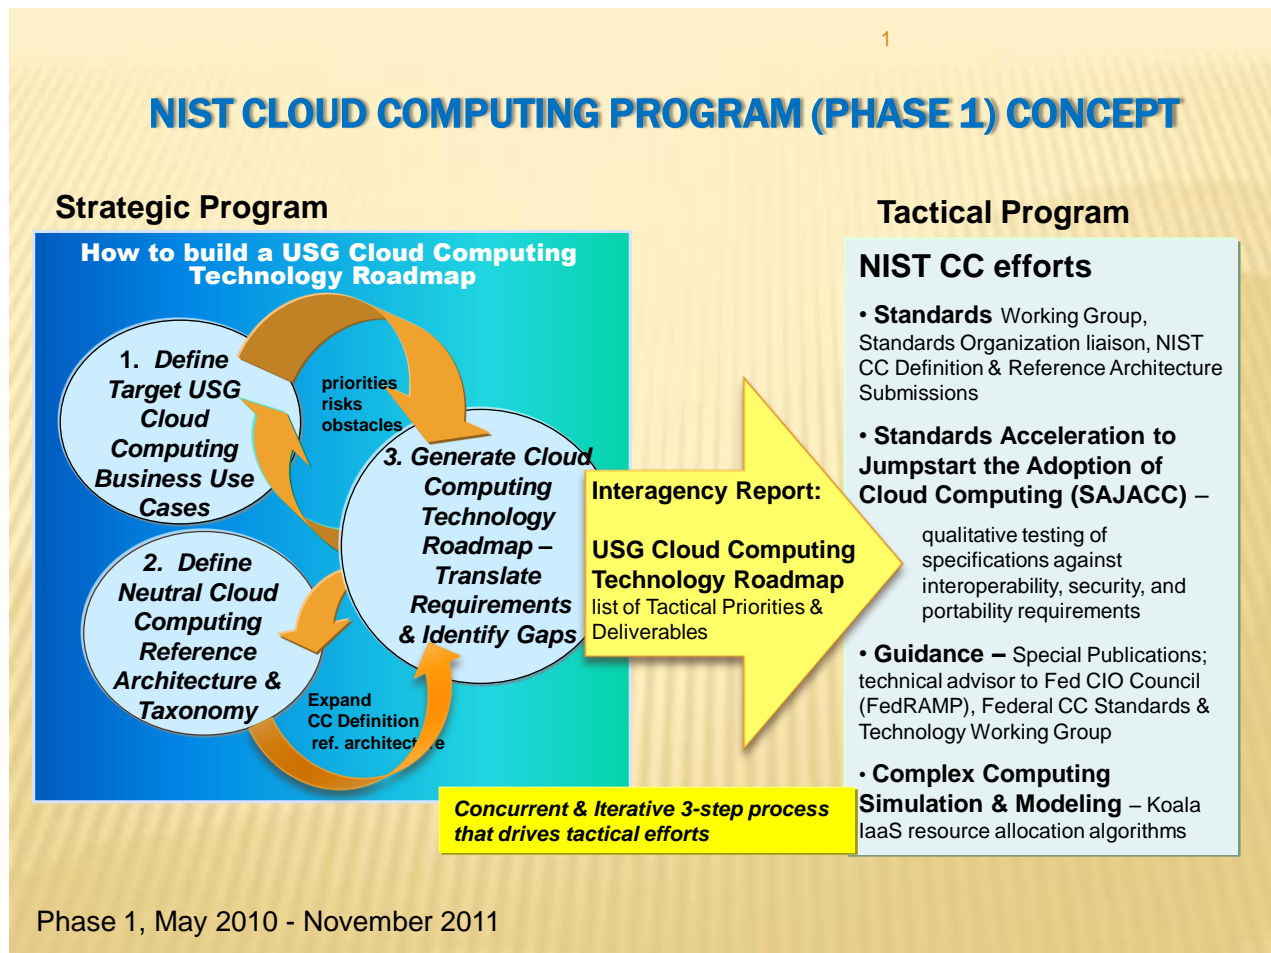 1
NIST CLOUD COMPUTING PROGRAM (PHASE 1) CONCEPT
Strategic Program
How to build a USG Cloud Computing
Technology Roadmap
1. Define
Target USG
Cloud
Computing
Business Use
Cases
priorities
risks
obstacles
2. Define
Neutral Cloud
Computing
Reference
Architecture &
Taxonomy
Expand
CC Definition
ref. architecture
3. Generate Cloud
Computing
Technology
Roadmap –
Translate
Requirements
& Identify Gaps
Interagency Report:
USG Cloud Computing
Technology Roadmap
list of Tactical Priorities &
Deliverables
Concurrent & Iterative 3-step process
that drives tactical efforts
Tactical Program
NIST CC efforts
• Standards Working Group,
Standards Organization liaison, NIST
CC Definition & Reference Architecture
Submissions
• Standards Acceleration to
Jumpstart the Adoption of
Cloud Computing (SAJACC) –
qualitative testing of
specifications against
interoperability, security, and
portability requirements
• Guidance – Special Publications;
technical advisor to Fed CIO Council
(FedRAMP), Federal CC Standards &
Technology Working Group
• Complex Computing
Simulation & Modeling – Koala
IaaS resource allocation algorithms
Phase 1, May 2010 - November 2011